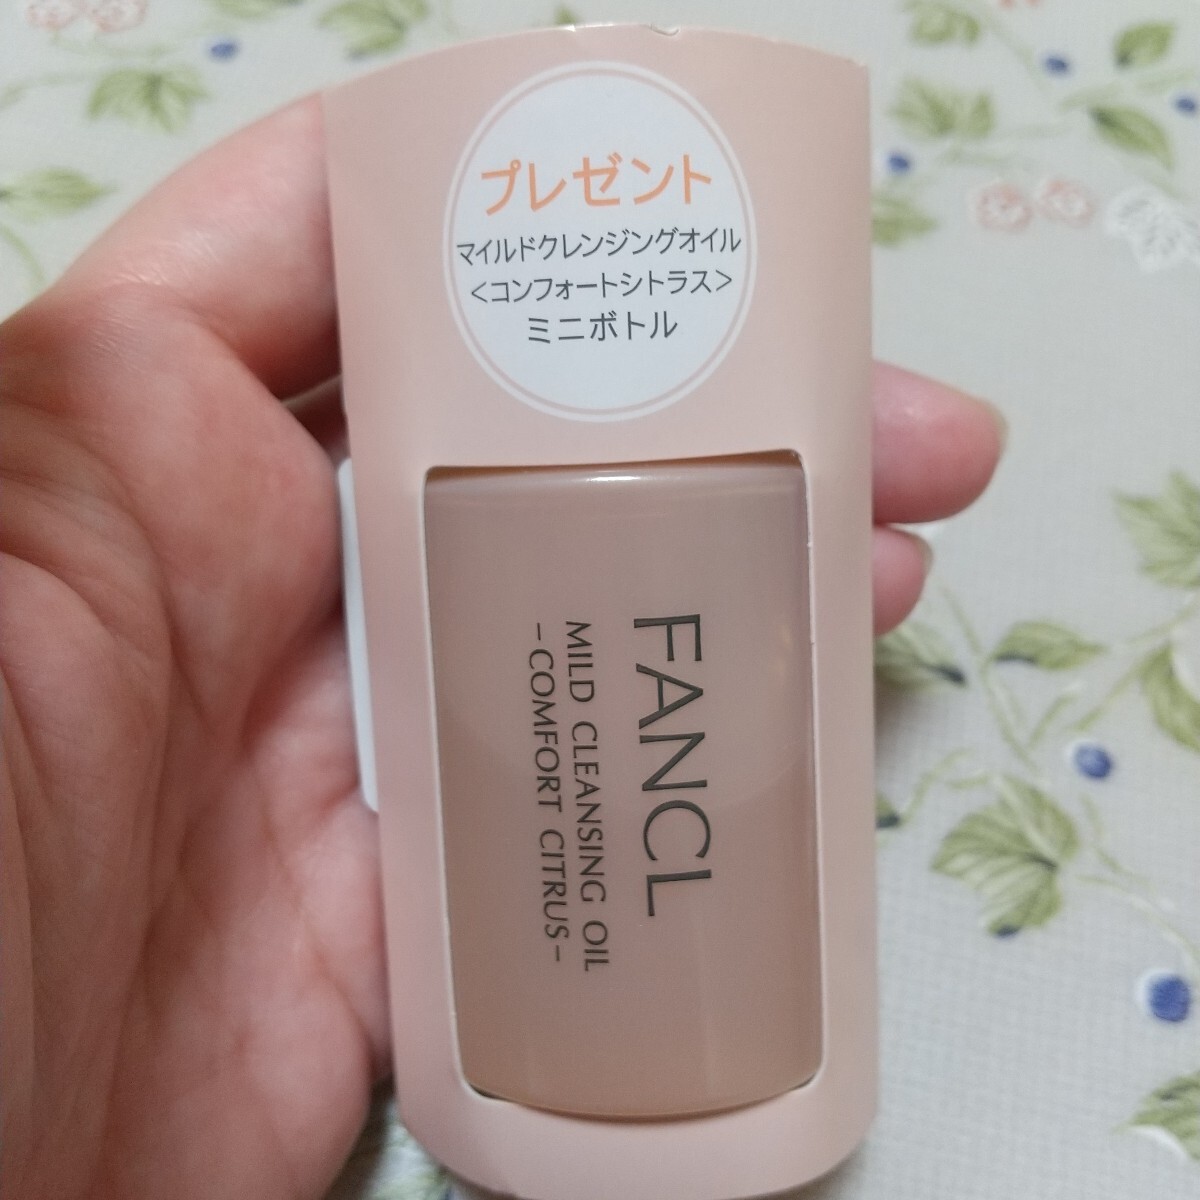 プレゼント
マイルドクレンジングオイル
<コンフォートシトラス>
ミニボトル
FANCL
MILD CLEANSING OIL
–COMFORT CITRUS–